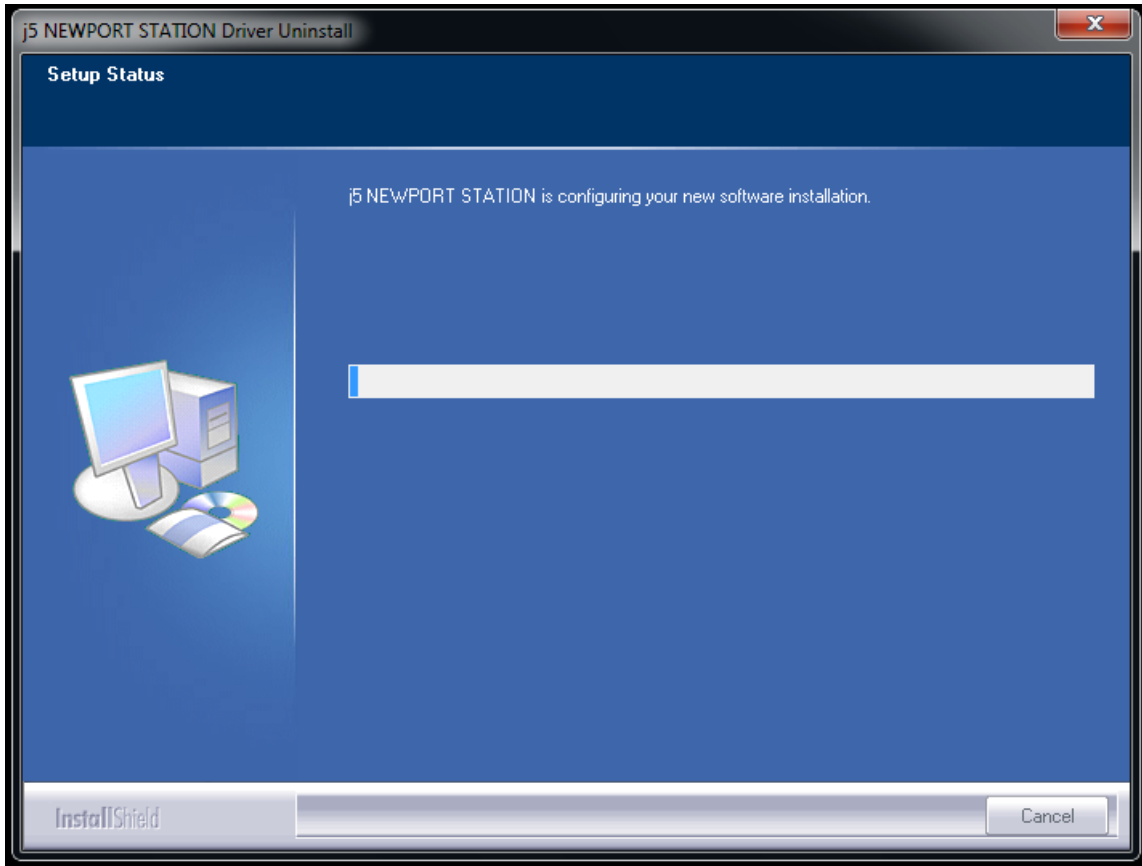 j5 NEWPORT STATION Driver Uninstall
Setup Status
j5 NEWPORT STATION is configuring your new software installation.
InstallShield
Cancel